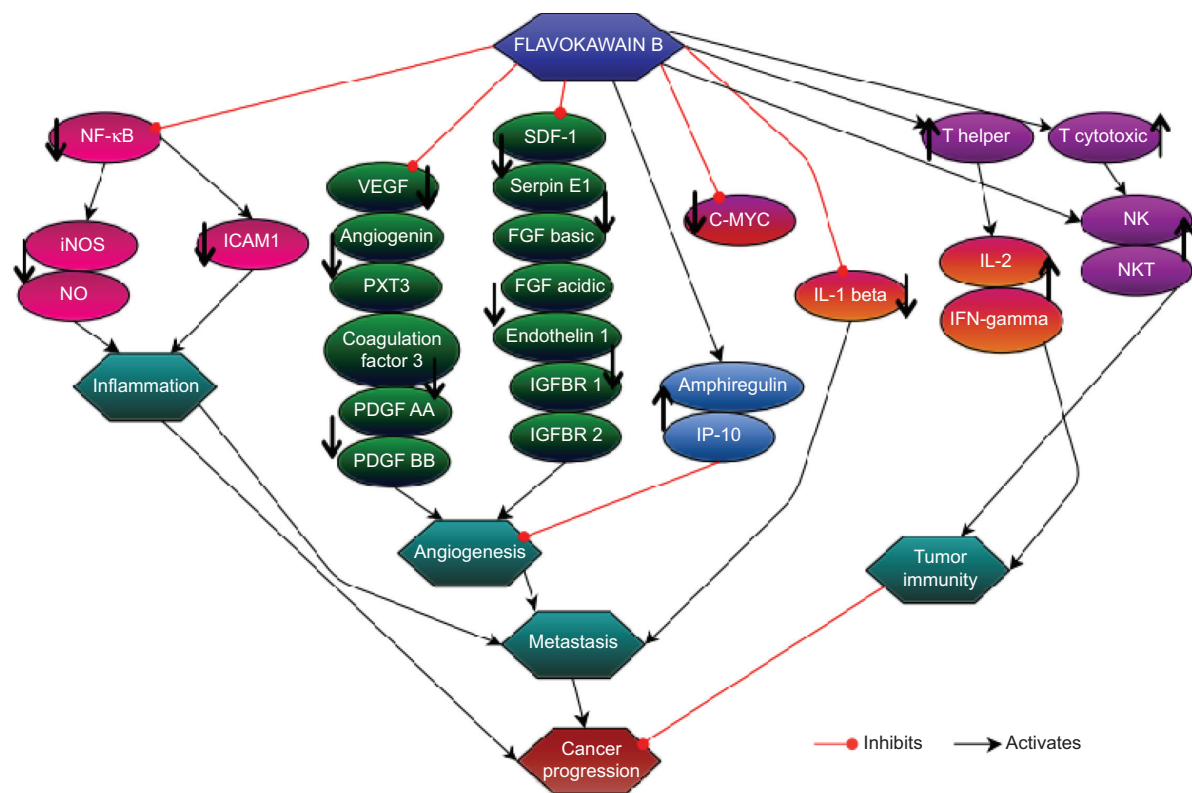 FLAVOKAWAIN B
NF-κB
iNOS
NO
ICAM1
Inflammation
VEGF
Angiogenin
PXT3
Coagulation
factor 3
PDGF AA
PDGF BB
SDF-1
Serpin E1
FGF basic
FGF acidic
Endothelin 1
IGFBR 1
IGFBR 2
Amphiregulin
IP-10
C-MYC
IL-1 beta
T helper
T cytotoxic
IL-2
IFN-gamma
NK
NKT
Angiogenesis
Tumor
immunity
Metastasis
Cancer
progression
Inhibits
Activates